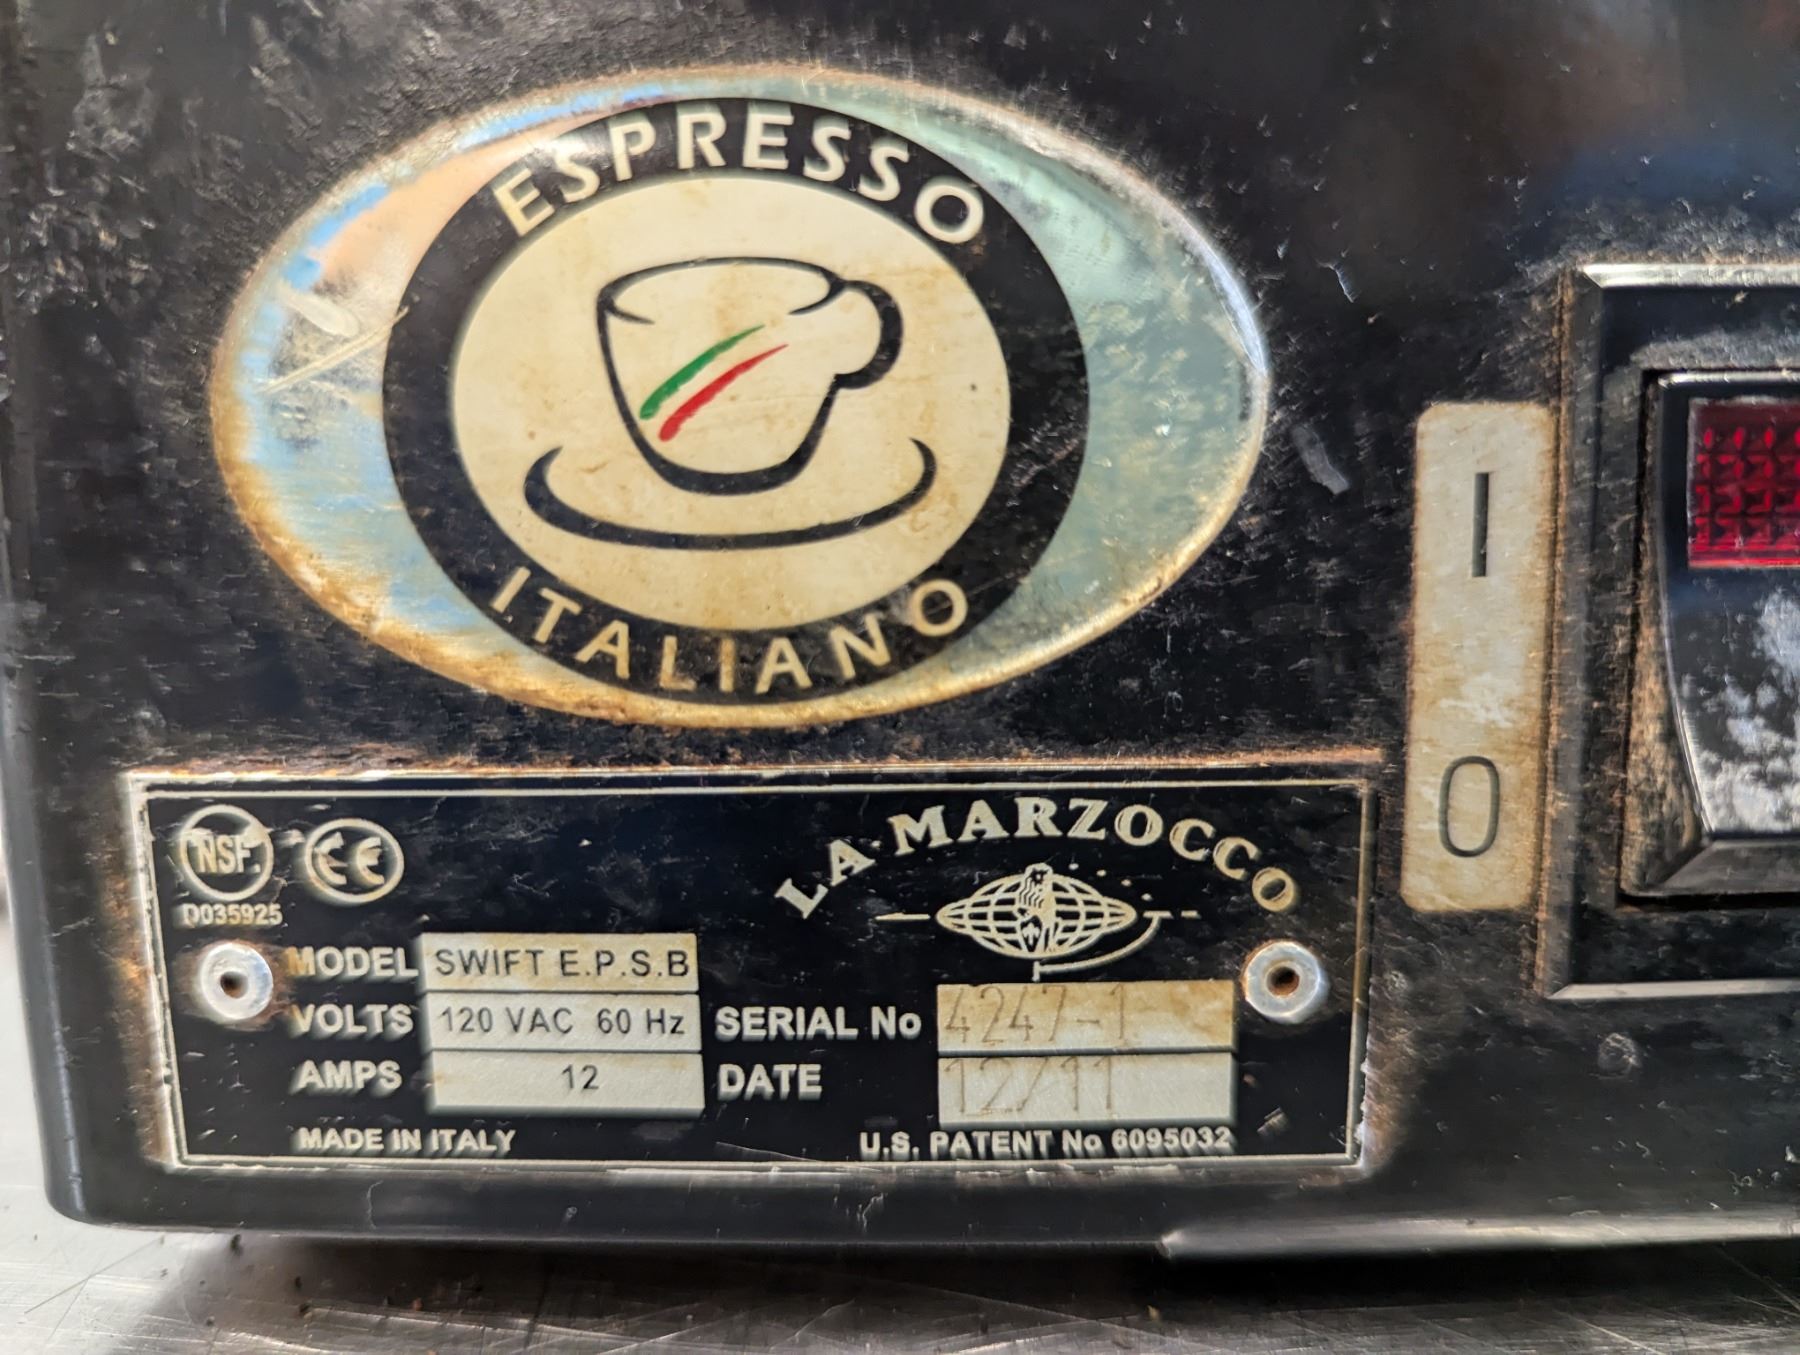 ESPRESSO
ITALIANO
I
0
NSF.
CE
D035925
LA MARZOCCO
MODEL SWIFT E.P.S.B
VOLTS 120 VAC 60 Hz
SERIAL No 4247-1
AMPS 12
DATE 12/11
MADE IN ITALY
U.S. PATENT No 6095032